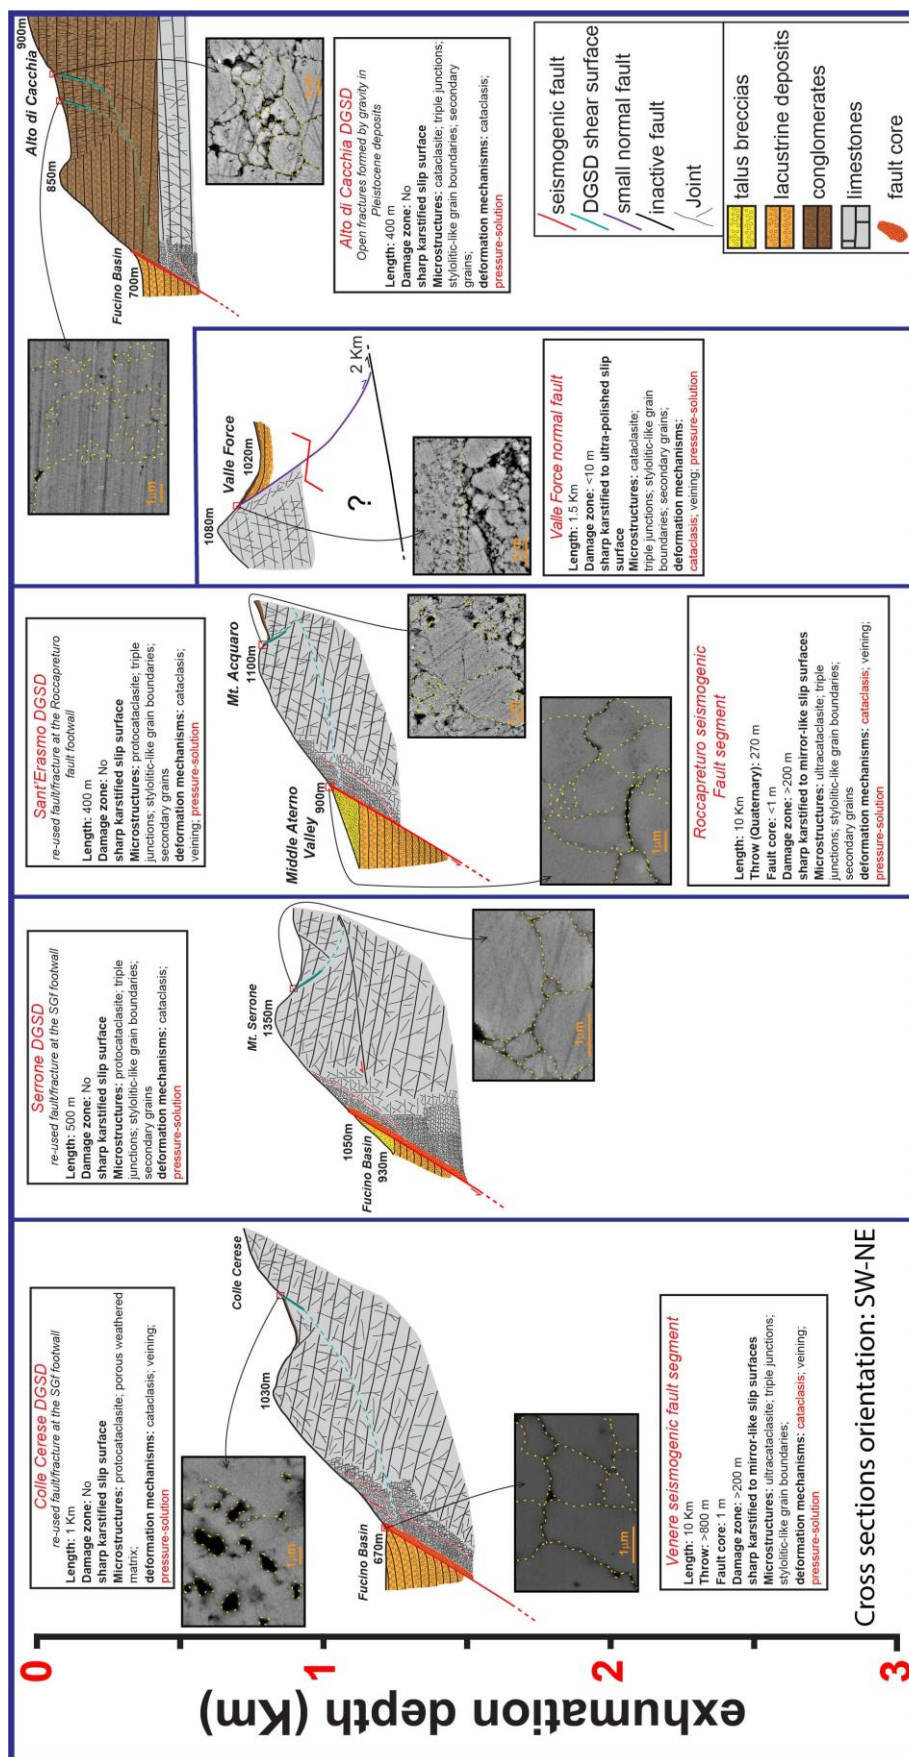 exhumation depth (Km)
0
1
2
3
Colle Cerese DGSD
re-used fault/fracture at the SGf footwall
Length: 1 Km
Damage zone: No
sharp karstified slip surface
Microstructures: protocataclasite; porous weathered
matrix;
deformation mechanisms: cataclasis; veining;
pressure-solution
1μm
Colle Cerese
1030m
Fucino Basin
670m
1μm
Venere seismogenic fault segment
Length: 10 Km
Throw: >800 m
Fault core: 1 m
Damage zone: >200 m
sharp karstified to mirror-like slip surfaces
Microstructures: ultracataclasite; triple junctions;
stylolitic-like grain boundaries;
deformation mechanisms: cataclasis; veining;
pressure-solution
Cross sections orientation: SW-NE
Serrone DGSD
re-used fault/fracture at the SGf footwall
Length: 500 m
Damage zone: No
sharp karstified slip surface
Microstructures: protocataclasite; triple
junctions; stylolitic-like grain boundaries;
secondary grains
deformation mechanisms: cataclasis;
pressure-solution
Mt. Serrone
1350m
1050m
Fucino Basin
930m
1μm
Sant'Erasmo DGSD
re-used fault/fracture at the Roccapreturo
fault footwall
Length: 400 m
Damage zone: No
sharp karstified slip surface
Microstructures: protocataclasite; triple
junctions; stylolitic-like grain boundaries;
secondary grains
deformation mechanisms: cataclasis;
veining; pressure-solution
Mt. Acquaro
1100m
Middle Aterno
Valley
900m
1μm
Roccapreturo seismogenic
Fault segment
Length: 10 Km
Throw (Quaternary): 270 m
Fault core: <1 m
Damage zone: >200 m
sharp karstified to mirror-like slip surfaces
Microstructures: ultracataclasite; triple
junctions; stylolitic-like grain boundaries;
secondary grains
deformation mechanisms: cataclasis; veining;
pressure-solution
1μm
Valle Force
1080m
1020m
?
2 Km
Valle Force normal fault
Length: 1.5 Km
Damage zone: <10 m
sharp karstified to ultra-polished slip
surface
Microstructures: cataclasite;
triple junctions; stylolitic-like grain
boundaries; secondary grains;
deformation mechanisms:
cataclasis; veining; pressure-solution
Alto di Cacchia
900m
850m
Fucino Basin
700m
Alto di Cacchia DGSD
Open fractures formed by gravity in
Pleistocene deposits
Length: 400 m
Damage zone: No
sharp karstified slip surface
Microstructures: cataclasite; triple junctions;
stylolitic-like grain boundaries; secondary
grains;
deformation mechanisms: cataclasis;
pressure-solution
seismogenic fault
DGSD shear surface
small normal fault
inactive fault
Joint
talus breccias
lacustrine deposits
conglomerates
limestones
fault core